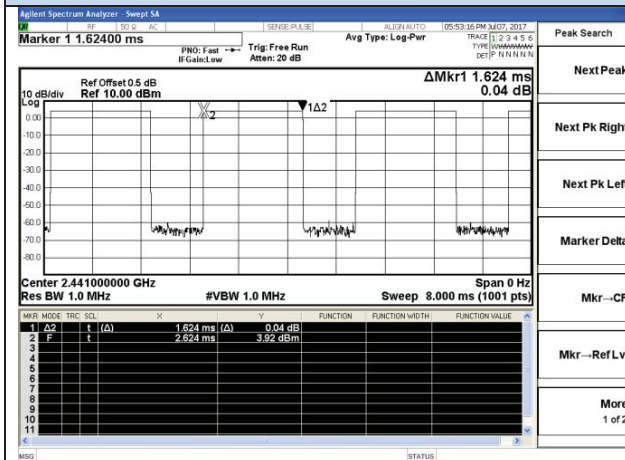 Agilent Spectrum Analyzer - Swept SA
RF 50 Ω AC SENSE:PULSE ALIGN AUTO 05:53:16 PM Jul 07, 2017
Marker 1 1.62400 ms
PNO: Fast
IFGain:Low
Trig: Free Run
Atten: 20 dB
Avg Type: Log-Pwr
TRACE 1 2 3 4 5 6
TYPE
DET P N N N N N
Ref Offset 0.5 dB
10 dB/div Ref 10.00 dBm
ΔMkr1 1.624 ms
0.04 dB
Log
0.00
-10.0
-20.0
-30.0
-40.0
-50.0
-60.0
-70.0
-80.0
2
1Δ2
Center 2.441000000 GHz
Span 0 Hz
Res BW 1.0 MHz #VBW 1.0 MHz Sweep 8.000 ms (1001 pts)
MKR MODE TRC SCL X Y FUNCTION FUNCTION WIDTH FUNCTION VALUE
1 Δ2 t (Δ) 1.624 ms (Δ) 0.04 dB
2 F t 2.624 ms 3.92 dBm
3
4
5
6
7
8
9
10
11
MSG STATUS
Peak Search
Next Peak
Next Pk Right
Next Pk Left
Marker Delta
Mkr→CF
Mkr→Ref Lv
More
1 of 2